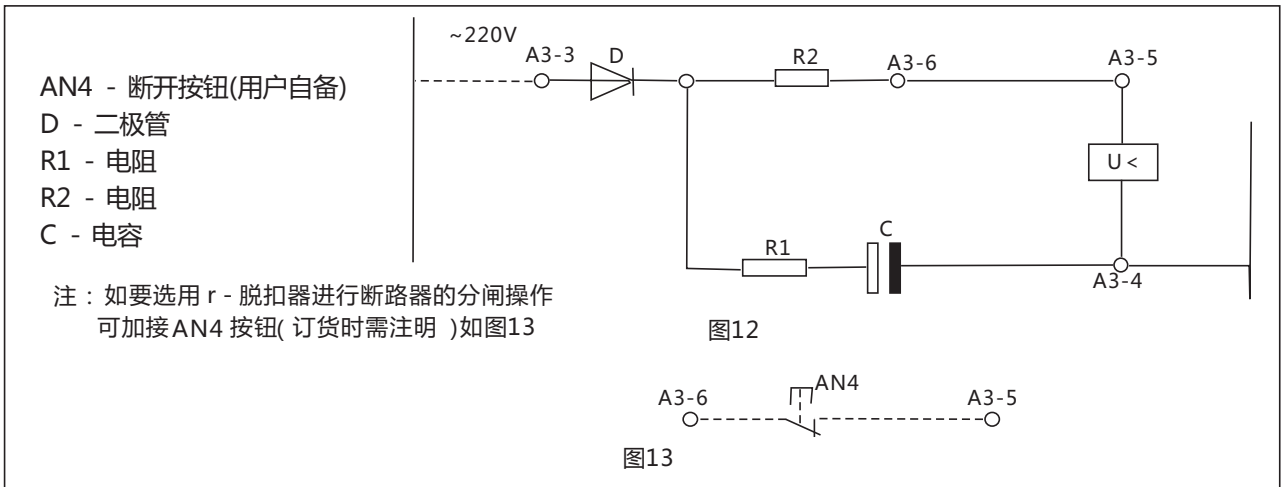 AN4 - 断开按钮(用户自备)
D - 二极管
R1 - 电阻
R2 - 电阻
C - 电容
注：如要选用 r - 脱扣器进行断路器的分闸操作
可加接AN4 按钮( 订货时需注明 )如图13
~220V
A3-3
D
R2
A3-6
A3-5
U <
R1
C
A3-4
图12
A3-6
AN4
A3-5
图13